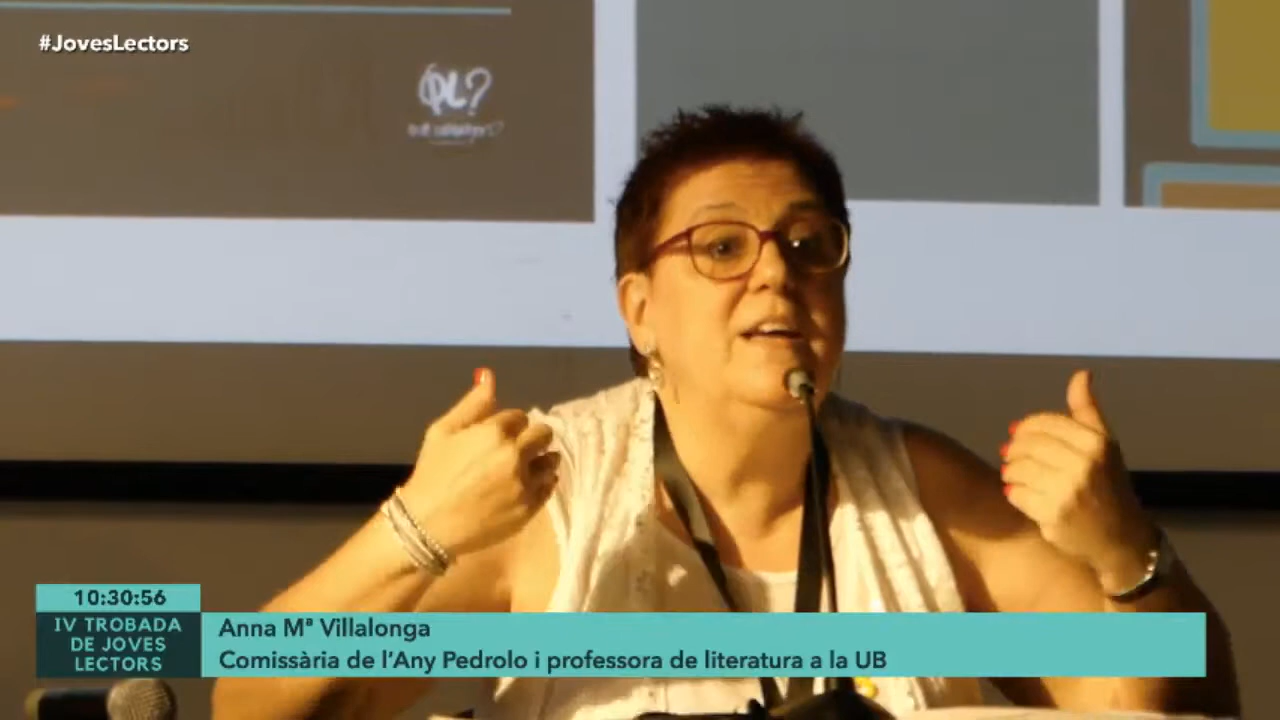 #JovesLectors
QL?
10:30:56
IV TROBADA
DE JOVES
LECTORS
Anna Mª Villalonga
Comissària de l'Any Pedrolo i professora de literatura a la UB